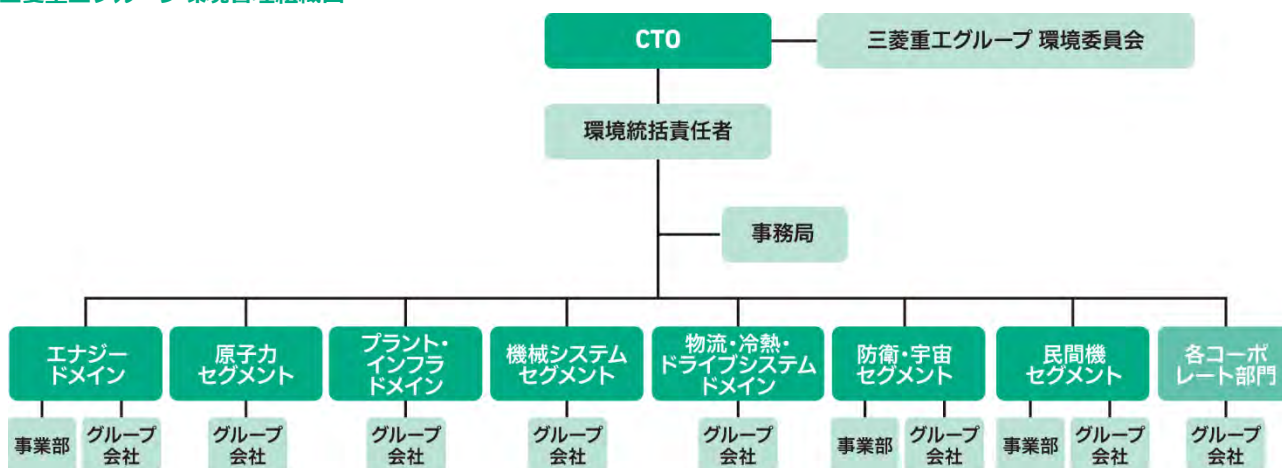 CTO
三菱重工グループ 環境委員会
環境統括責任者
事務局
エナジー
ドメイン
原子力
セグメント
プラント・
インフラ
ドメイン
機械システム
セグメント
物流・冷熱・
ドライブシステム
ドメイン
防衛・宇宙
セグメント
民間機
セグメント
各コーポ
レート部門
事業部
グループ
会社
グループ
会社
グループ
会社
グループ
会社
グループ
会社
事業部
グループ
会社
事業部
グループ
会社
グループ
会社